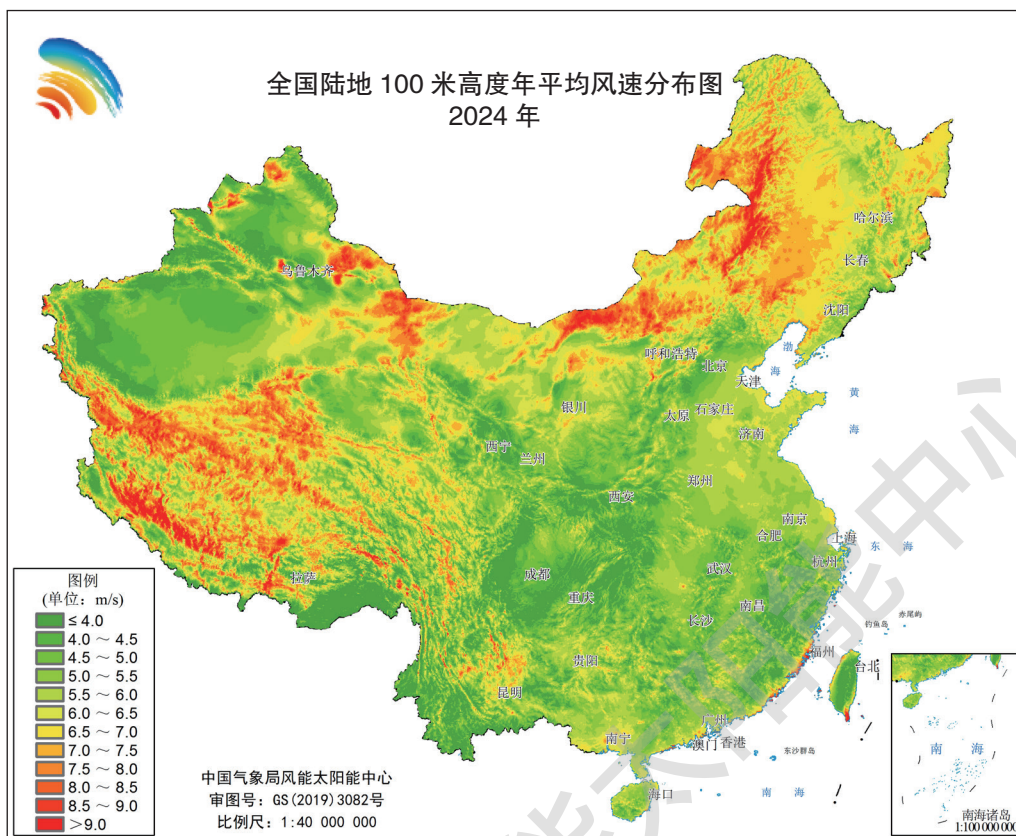 全国陆地 100 米高度年平均风速分布图
2024 年
哈尔滨
长春
乌鲁木齐
沈阳
呼和浩特
北京
渤
海
天津
黄
海
银川
太原
石家庄
济南
西宁
兰州
郑州
西安
南京
合肥
上海
东 海
杭州
成都
武汉
拉萨
重庆
南昌
长沙
赤尾屿
钓鱼岛
福州
台北
贵阳
昆明
广州
南宁
澳门
香港
东沙群岛
海口
南 海
图例
(单位：m/s)
≤ 4.0
4.0 ～ 4.5
4.5 ～ 5.0
5.0 ～ 5.5
5.5 ～ 6.0
6.0 ～ 6.5
6.5 ～ 7.0
7.0 ～ 7.5
7.5 ～ 8.0
8.0 ～ 8.5
8.5 ～ 9.0
＞9.0
中国气象局风能太阳能中心
审图号：GS(2019)3082号
比例尺：1:40 000 000
南 海
南海诸岛
1:100 000 000
能太阳能中心